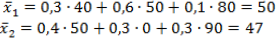 x̄₁ = 0,3 · 40 + 0,6 · 50 + 0,1 · 80 = 50
x̄₂ = 0,4 · 50 + 0,3 · 0 + 0,3 · 90 = 47